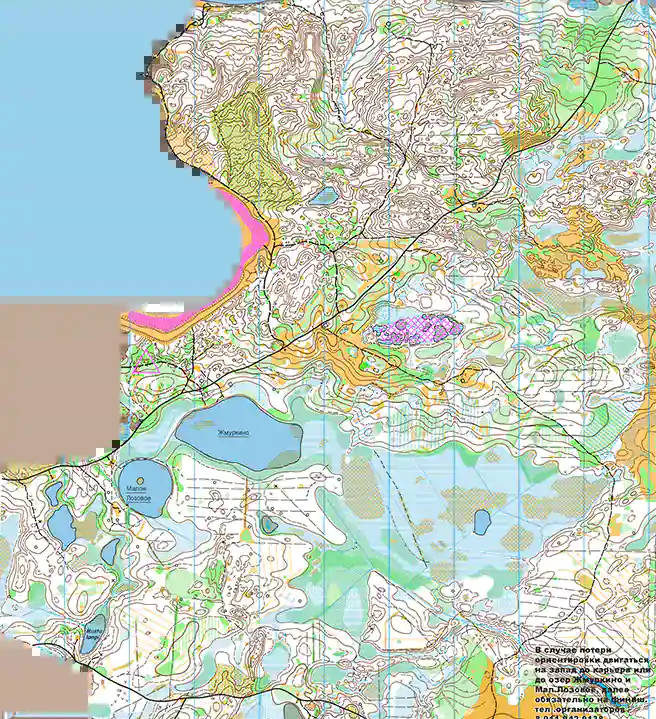 Жмуркино
Малое
Лозовое
В случае потери
ориентировки двигаться
на запад до карьера или
до озер Жмуркино и
Мал.Лозовое, далее
обязательно на финиш.
тел. организаторов :